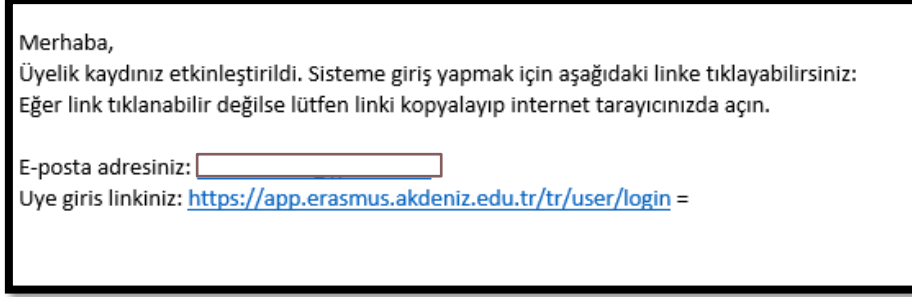 Merhaba,
Üyelik kaydınız etkinleştirildi. Sisteme giriş yapmak için aşağıdaki linke tıklayabilirsiniz:
Eğer link tıklanabilir değilse lütfen linki kopyalayıp internet tarayıcınızda açın.
E-posta adresiniz:
Uye giris linkiniz: https://app.erasmus.akdeniz.edu.tr/tr/user/login =